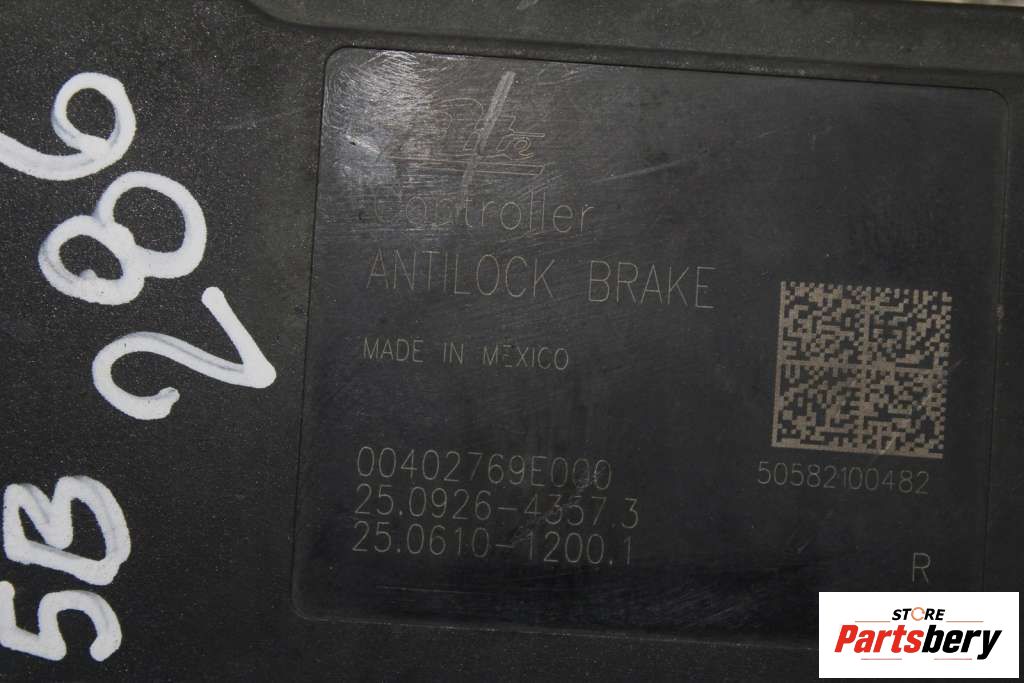 Controller
ANTILOCK BRAKE
MADE IN MEXICO
00402769E000
25.0926-4357.3
25.0610-1200.1
50582100482
R
5B 286
STORE
Partsbery